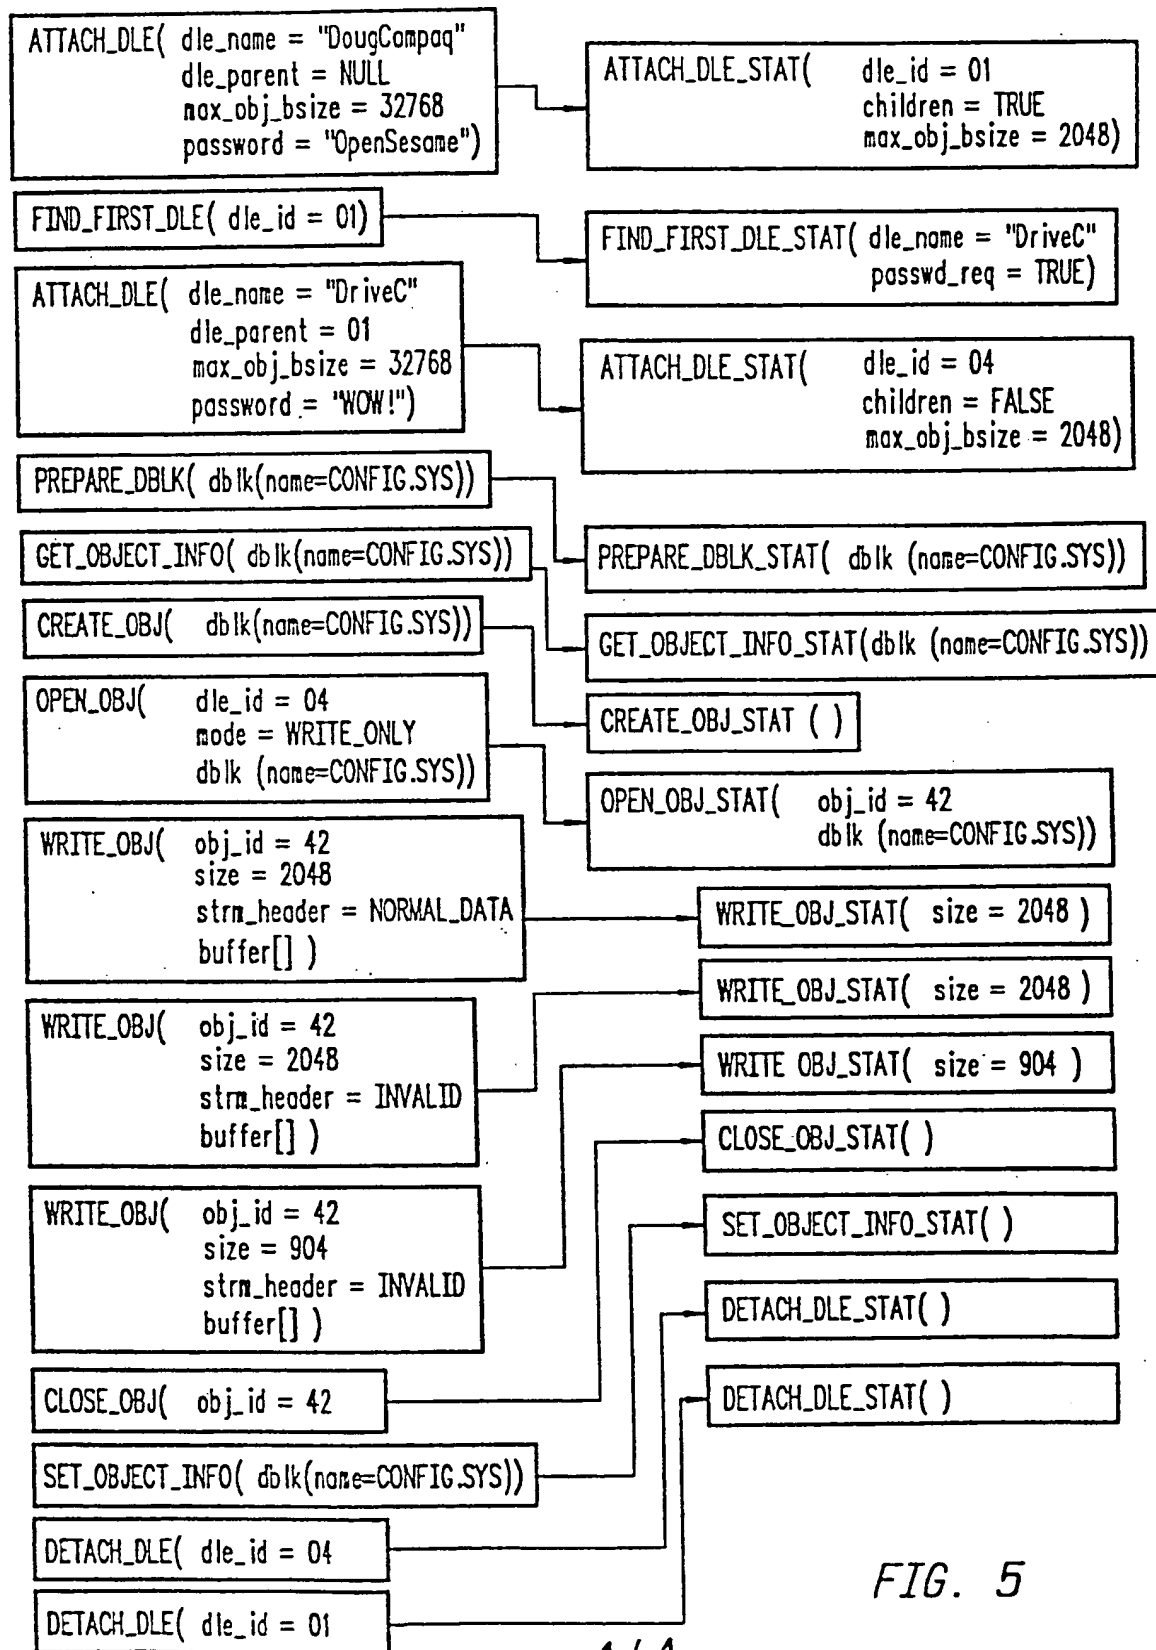 ATTACH_DLE( dle_name = "DougCompaq"
dle_parent = NULL
max_obj_bsize = 32768
password = "OpenSesame")
ATTACH_DLE_STAT( dle_id = 01
children = TRUE
max_obj_bsize = 2048)
FIND_FIRST_DLE( dle_id = 01)
FIND_FIRST_DLE_STAT( dle_name = "DriveC"
passwd_req = TRUE)
ATTACH_DLE( dle_name = "DriveC"
dle_parent = 01
max_obj_bsize = 32768
password = "WOW!")
ATTACH_DLE_STAT( dle_id = 04
children = FALSE
max_obj_bsize = 2048)
PREPARE_DBLK( dblk(name=CONFIG.SYS))
PREPARE_DBLK_STAT( dblk (name=CONFIG.SYS))
GET_OBJECT_INFO( dblk(name=CONFIG.SYS))
GET_OBJECT_INFO_STAT(dblk (name=CONFIG.SYS))
CREATE_OBJ( dblk(name=CONFIG.SYS))
CREATE_OBJ_STAT ( )
OPEN_OBJ( dle_id = 04
mode = WRITE_ONLY
dblk (name=CONFIG.SYS))
OPEN_OBJ_STAT( obj_id = 42
dblk (name=CONFIG.SYS))
WRITE_OBJ( obj_id = 42
size = 2048
strm_header = NORMAL_DATA
buffer[] )
WRITE_OBJ_STAT( size = 2048 )
WRITE_OBJ( obj_id = 42
size = 2048
strm_header = INVALID
buffer[] )
WRITE_OBJ_STAT( size = 2048 )
WRITE_OBJ( obj_id = 42
size = 904
strm_header = INVALID
buffer[] )
WRITE OBJ_STAT( size = 904 )
CLOSE_OBJ( obj_id = 42
CLOSE_OBJ_STAT( )
SET_OBJECT_INFO( dblk(name=CONFIG.SYS))
SET_OBJECT_INFO_STAT( )
DETACH_DLE( dle_id = 04
DETACH_DLE_STAT( )
DETACH_DLE( dle_id = 01
DETACH_DLE_STAT( )
FIG. 5